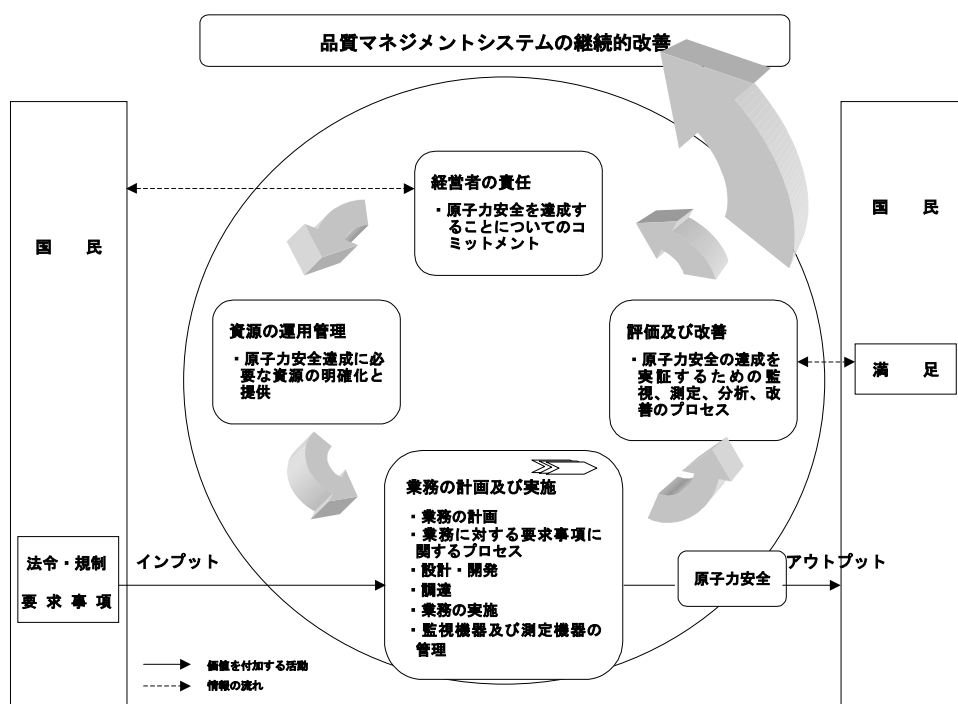 品質マネジメントシステムの継続的改善
国　民
経営者の責任
・原子力安全を達成す
ることについてのコ
ミットメント
国　民
資源の運用管理
・原子力安全達成に必
要な資源の明確化と
提供
評価及び改善
・原子力安全の達成を
実証するための監
視、測定、分析、改
善のプロセス
満　足
業務の計画及び実施
・業務の計画
・業務に対する要求事項に
関するプロセス
・設計・開発
・調達
・業務の実施
・監視機器及び測定機器の
管理
法令・規制
要求事項
インプット
原子力安全
アウトプット
価値を付加する活動
情報の流れ